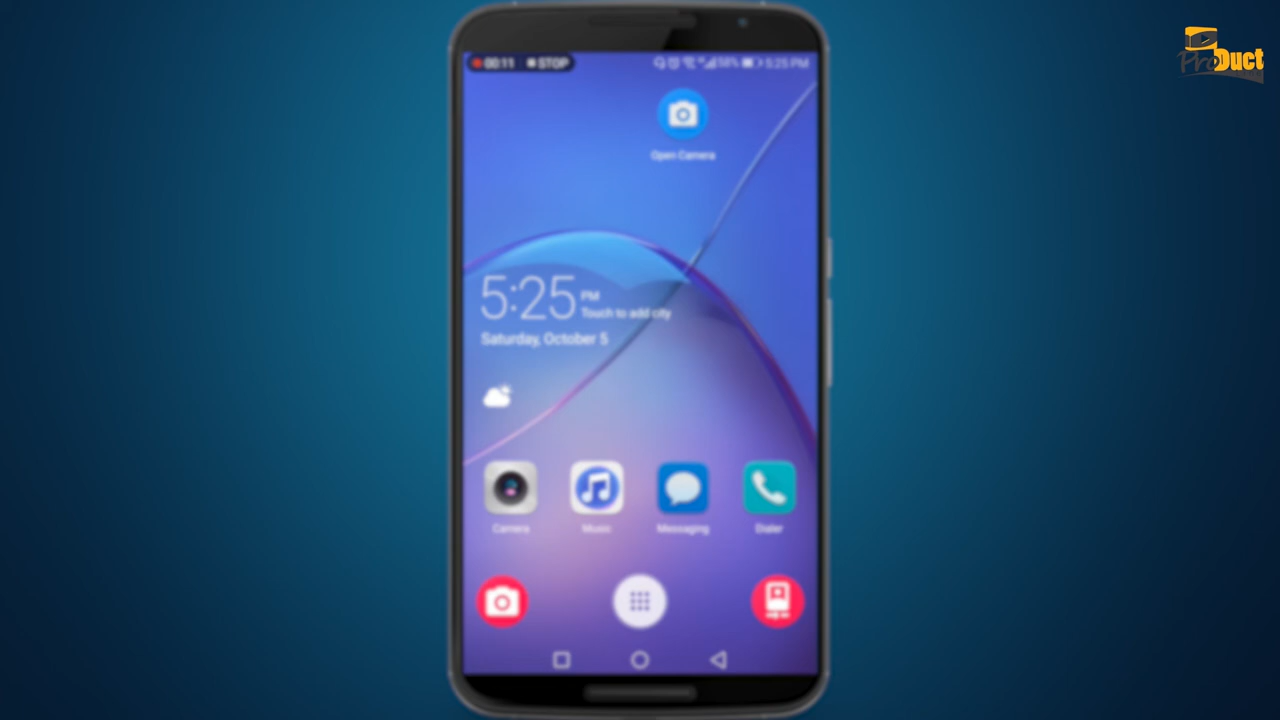 00:11 STOP
58% 5:25 PM
ProDuct
Open Camera
5:25 PM
Touch to add city
Saturday, October 5
Camera Music Messaging Dialer